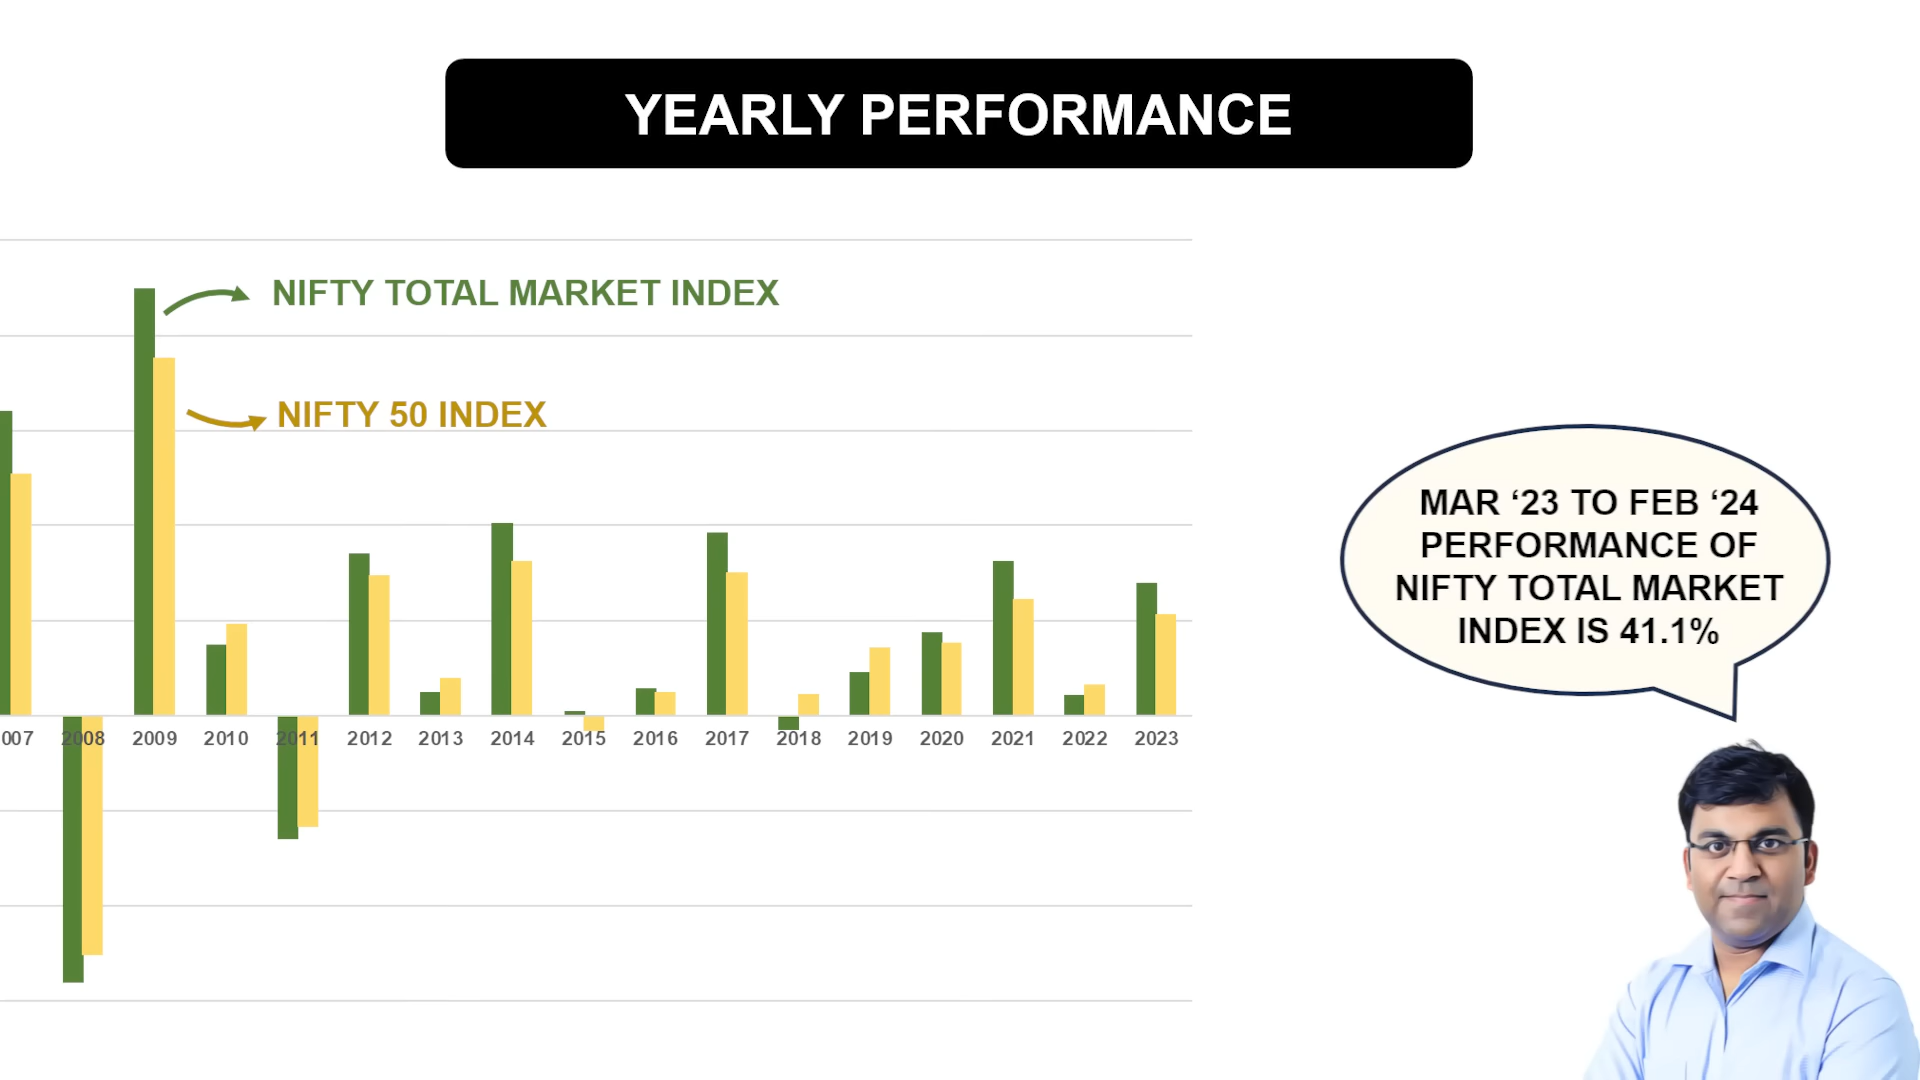 YEARLY PERFORMANCE
NIFTY TOTAL MARKET INDEX
NIFTY 50 INDEX
MAR ‘23 TO FEB ‘24
PERFORMANCE OF
NIFTY TOTAL MARKET
INDEX IS 41.1%
007 2008 2009 2010 2011 2012 2013 2014 2015 2016 2017 2018 2019 2020 2021 2022 2023